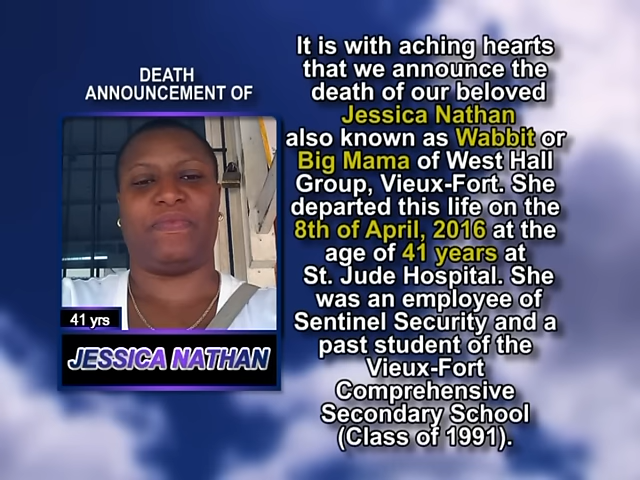 DEATH
ANNOUNCEMENT OF
41 yrs
JESSICA NATHAN
It is with aching hearts
that we announce the
death of our beloved
Jessica Nathan
also known as Wabbit or
Big Mama of West Hall
Group, Vieux-Fort. She
departed this life on the
8th of April, 2016 at the
age of 41 years at
St. Jude Hospital. She
was an employee of
Sentinel Security and a
past student of the
Vieux-Fort
Comprehensive
Secondary School
(Class of 1991).